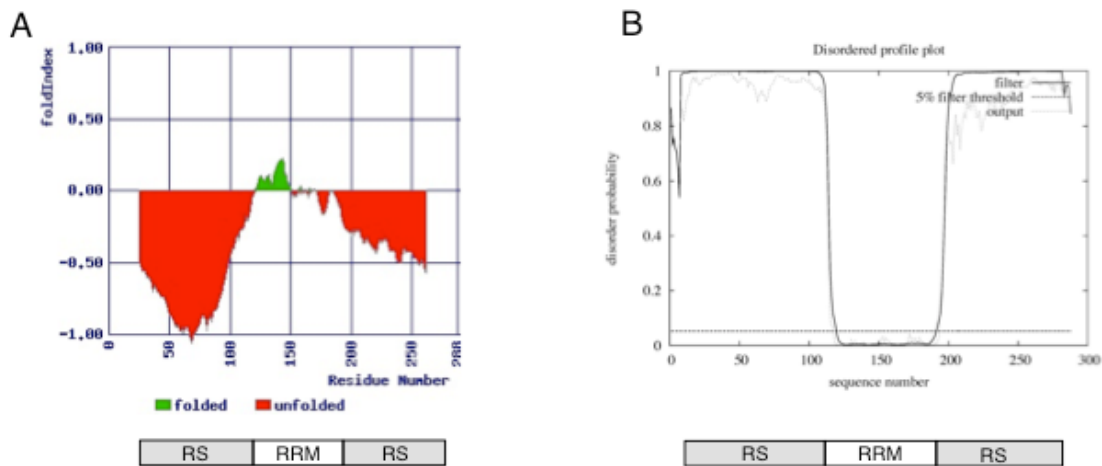 A
1.00
0.50
0.00
-0.50
-1.00
foldIndex
0
50
100
150
200
250
288
Residue Number
folded unfolded
RS RRM RS
B
Disordered profile plot
1
0.8
0.6
0.4
0.2
0
disorder probability
filter
5% filter threshold
output
0 50 100 150 200 250 300
sequence number
RS RRM RS